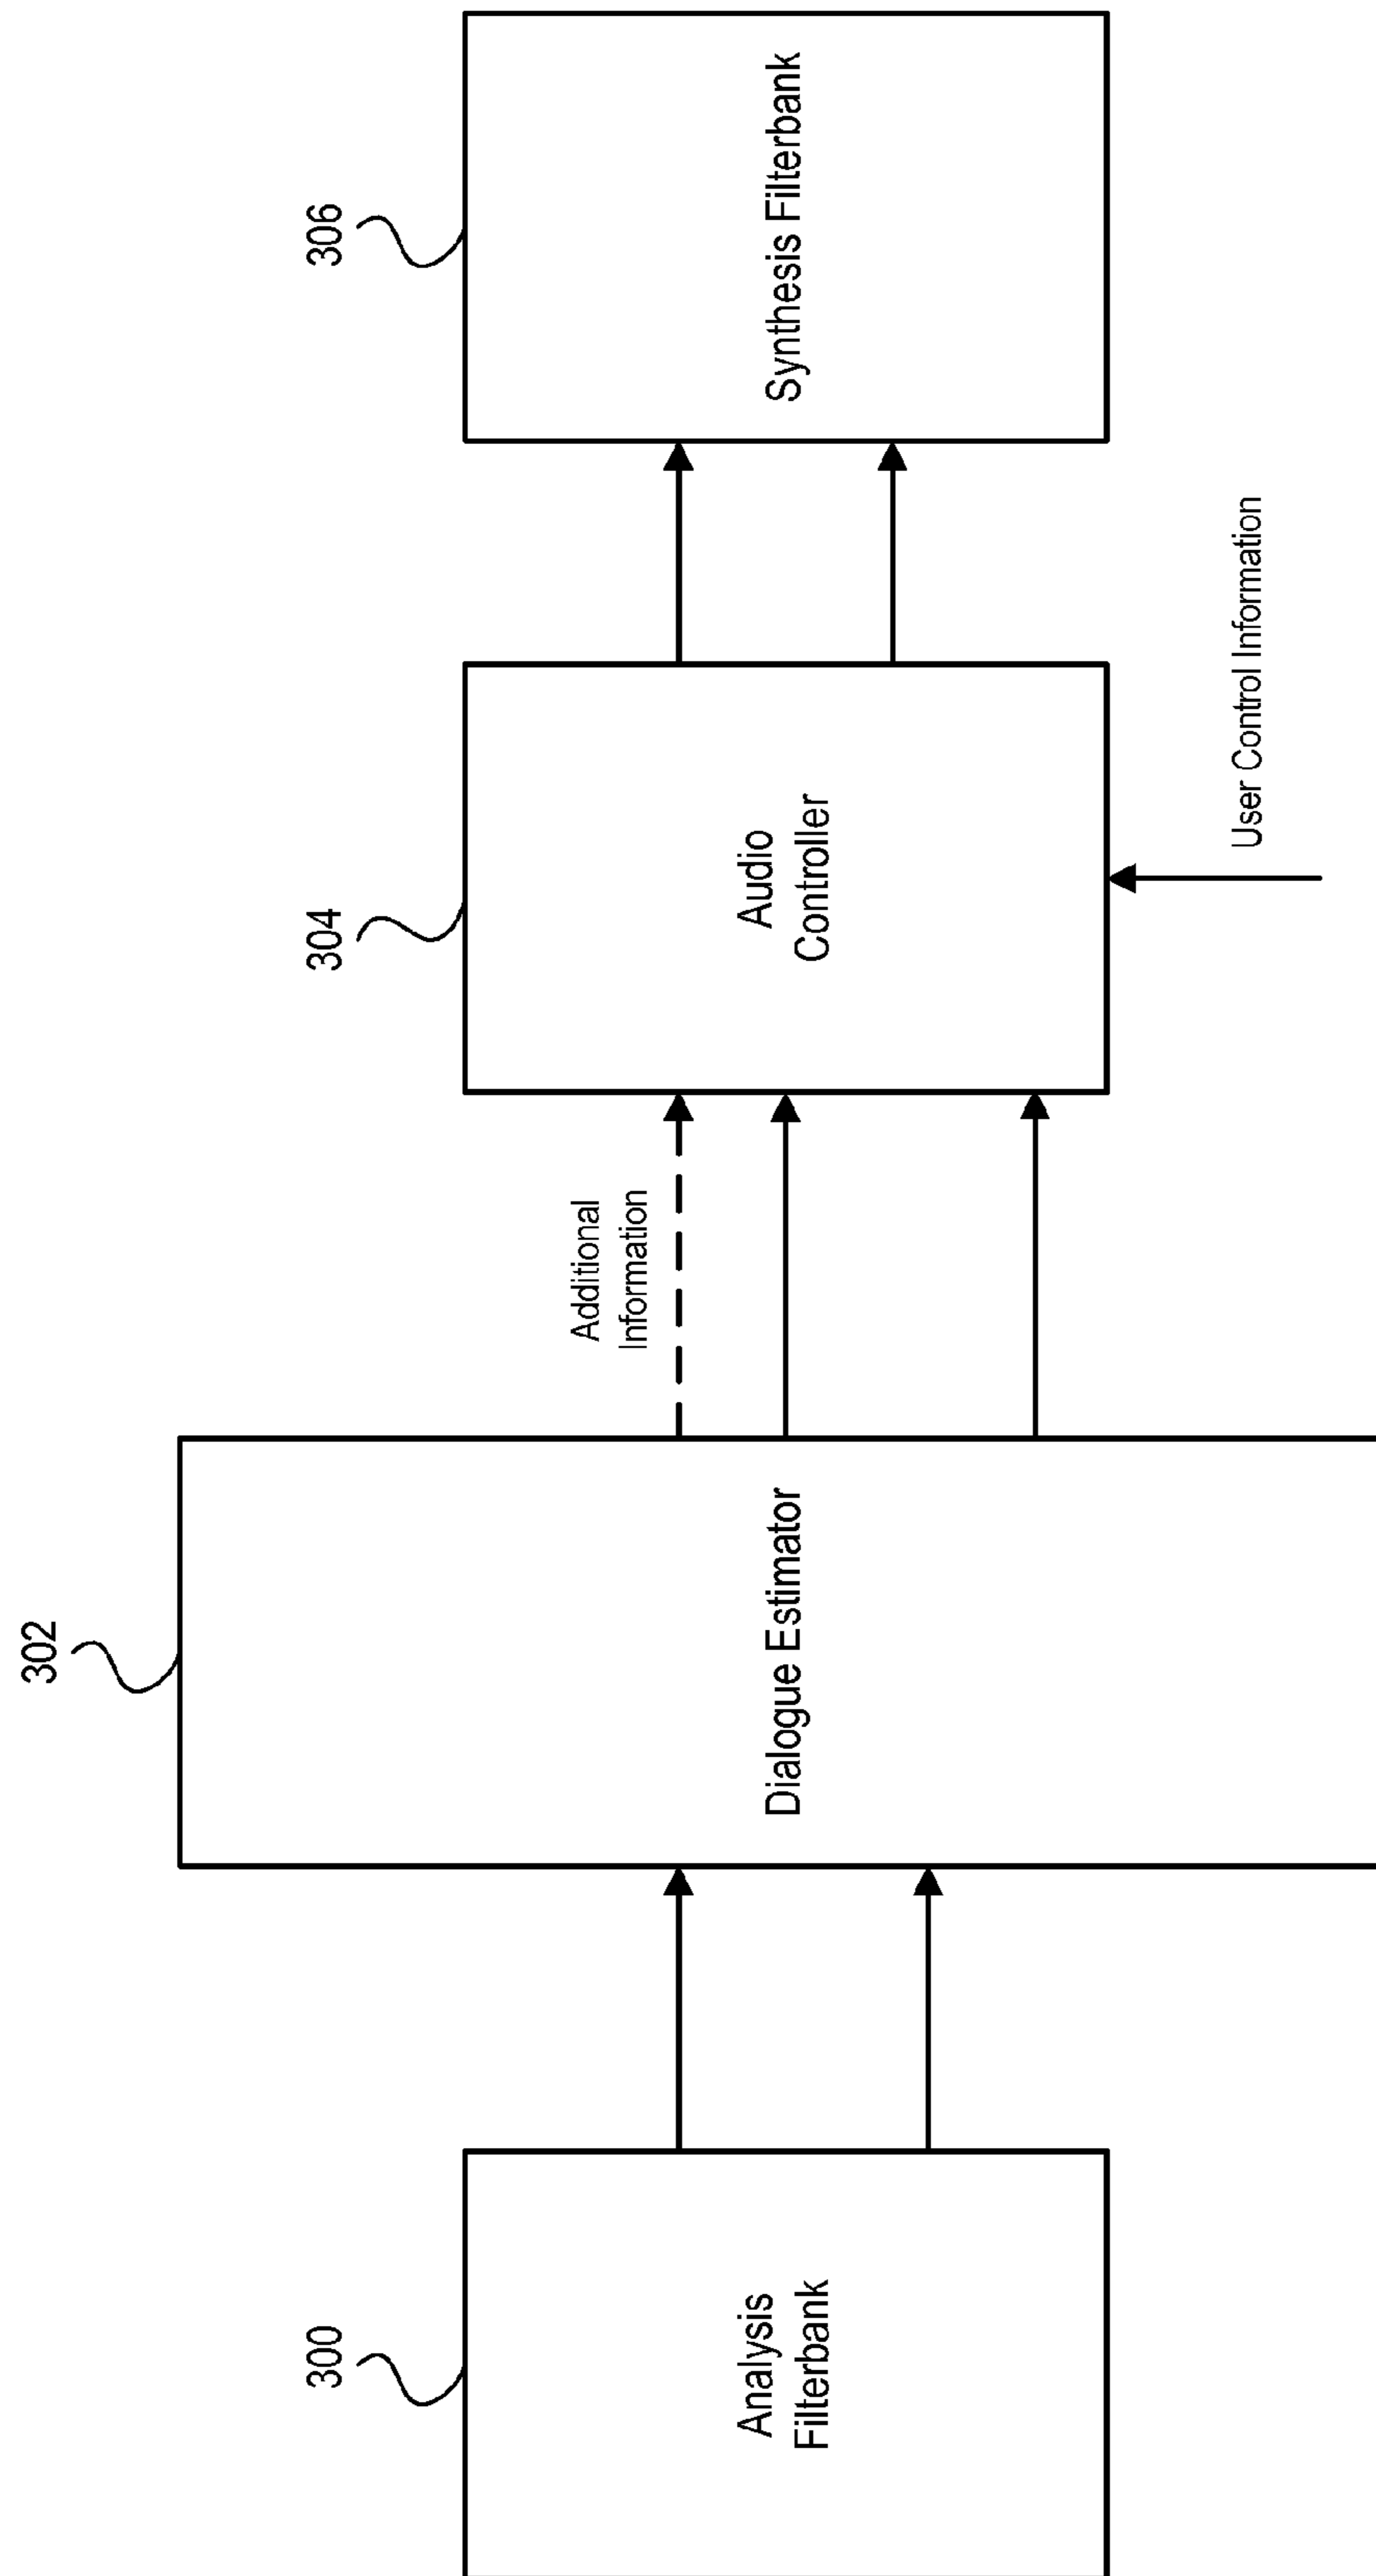 300
Analysis
Filterbank
302
Dialogue Estimator
Additional
Information
304
Audio
Controller
User Control Information
306
Synthesis Filterbank